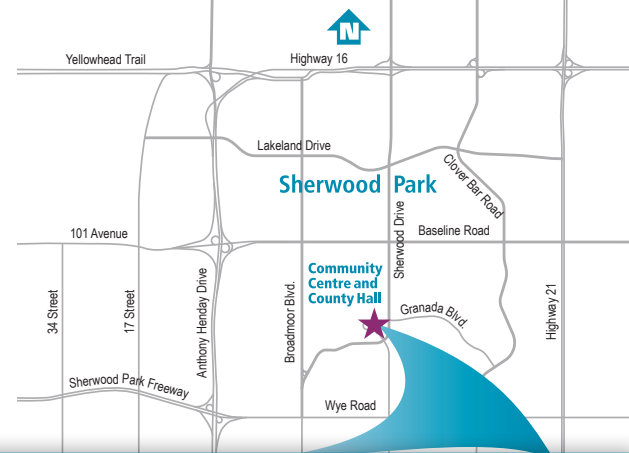 N
Yellowhead Trail
Highway 16
Lakeland Drive
Sherwood Park
Clover Bar Road
Sherwood Drive
101 Avenue
Baseline Road
Community
Centre and
County Hall
34 Street
17 Street
Anthony Henday Drive
Broadmoor Blvd.
Granada Blvd.
Highway 21
Sherwood Park Freeway
Wye Road